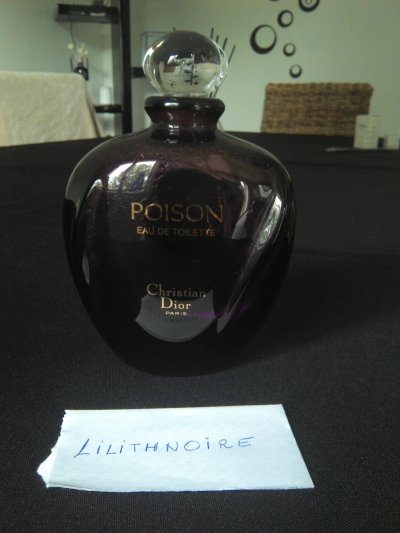 POISON
EAU DE TOILETTE
Christian
Dior
PARIS
LILITHNOIRE